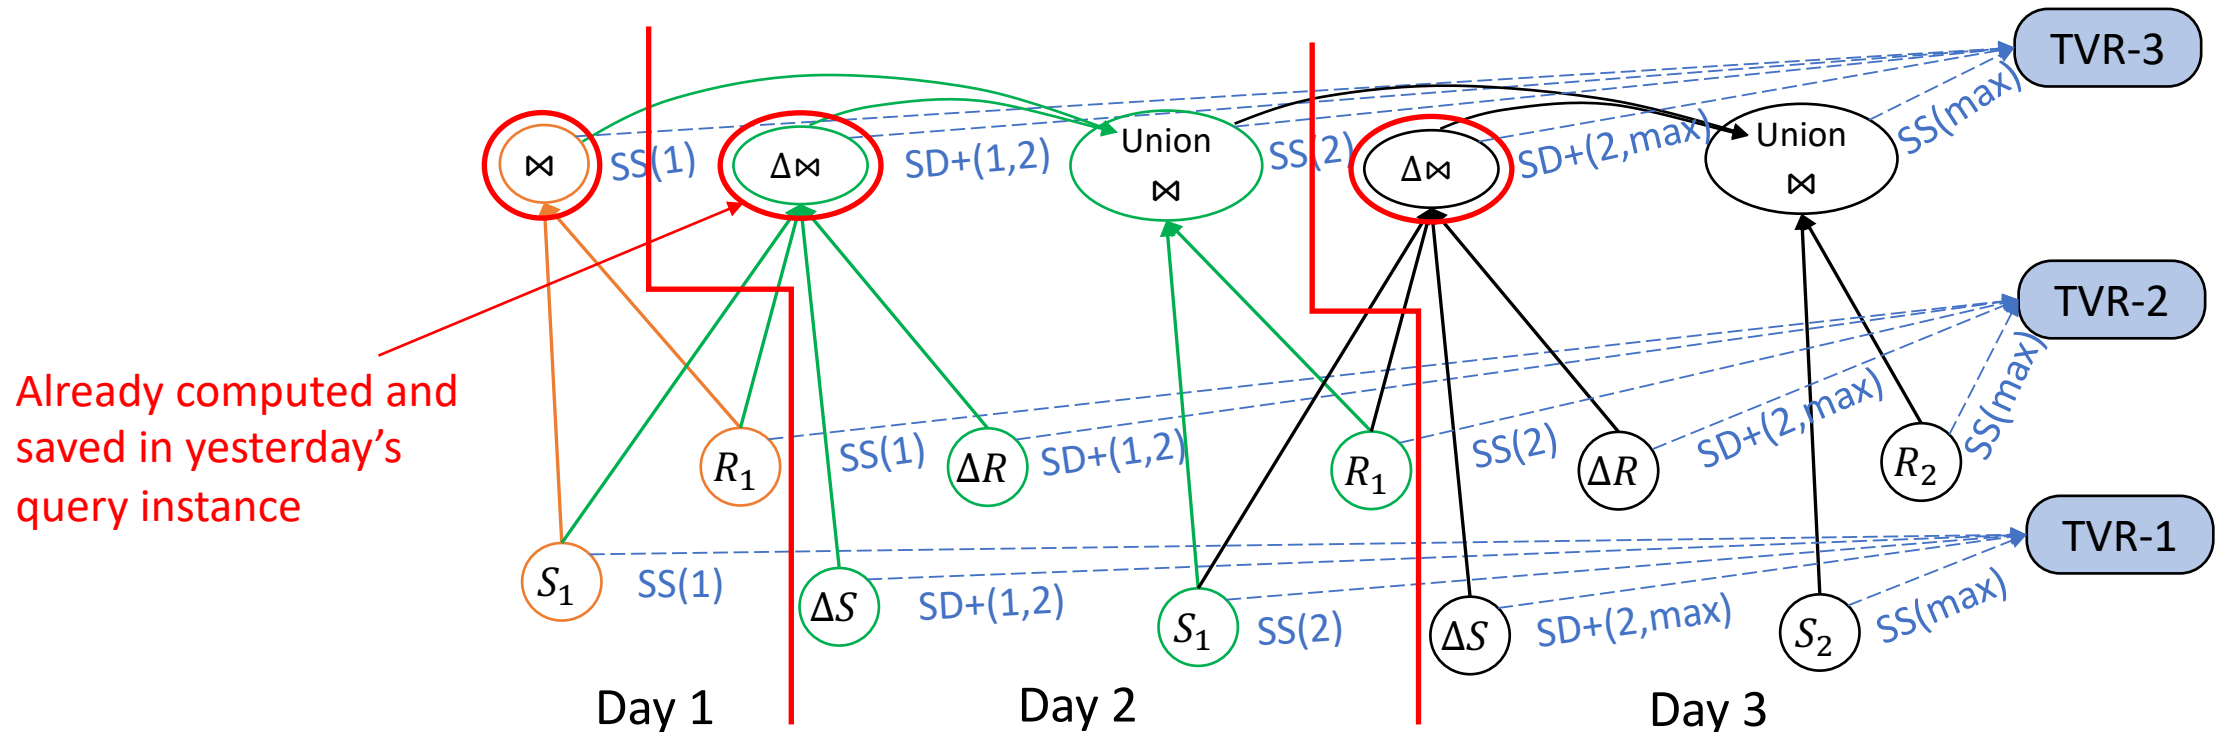 TVR-3
⋈
SS(1)
Δ⋈
SD+(1,2)
Union
⋈
SS(2)
Δ⋈
SD+(2,max)
Union
⋈
SS(max)
TVR-2
Already computed and
saved in yesterday's
query instance
R₁
SS(1)
ΔR
SD+(1,2)
R₁
SS(2)
ΔR
SD+(2,max)
R₂
SS(max)
TVR-1
S₁
SS(1)
ΔS
SD+(1,2)
S₁
SS(2)
ΔS
SD+(2,max)
S₂
SS(max)
Day 1
Day 2
Day 3